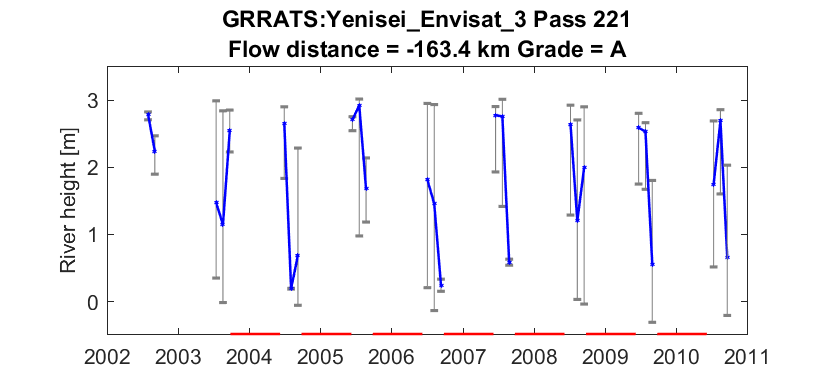 GRRATS:Yenisei_Envisat_3 Pass 221
Flow distance = -163.4 km Grade = A
River height [m]
3
2
1
0
2002 2003 2004 2005 2006 2007 2008 2009 2010 2011